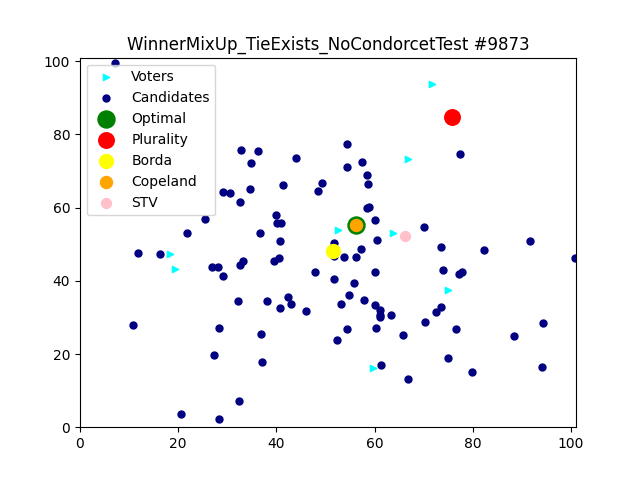 WinnerMixUp_TieExists_NoCondorcetTest #9873
100
80
60
40
20
0
0 20 40 60 80 100
Voters
Candidates
Optimal
Plurality
Borda
Copeland
STV